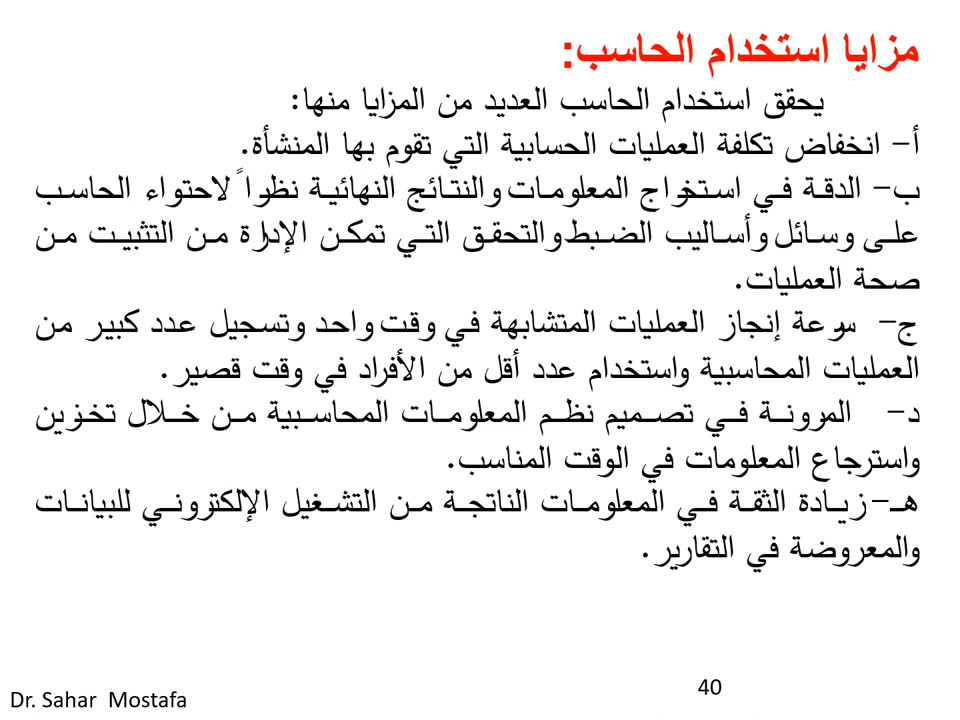 مزايا استخدام الحاسب:
يحقق استخدام الحاسب العديد من المزايا منها:
أ- انخفاض تكلفة العمليات الحسابية التي تقوم بها المنشأة.
ب- الدقة في استخراج المعلومات والنتائج النهائية نظراً لاحتواء الحاسب
على وسائل وأساليب الضبط والتحقق التي تمكن الإدارة من التثبيت من
صحة العمليات.
ج- سرعة إنجاز العمليات المتشابهة في وقت واحد وتسجيل عدد كبير من
العمليات المحاسبية واستخدام عدد أقل من الأفراد في وقت قصير.
د- المرونة في تصميم نظم المعلومات المحاسبية من خلال تخزين
واسترجاع المعلومات في الوقت المناسب.
هـ- زيادة الثقة في المعلومات الناتجة من التشغيل الإلكتروني للبيانات
والمعروضة في التقارير.
40
Dr. Sahar Mostafa